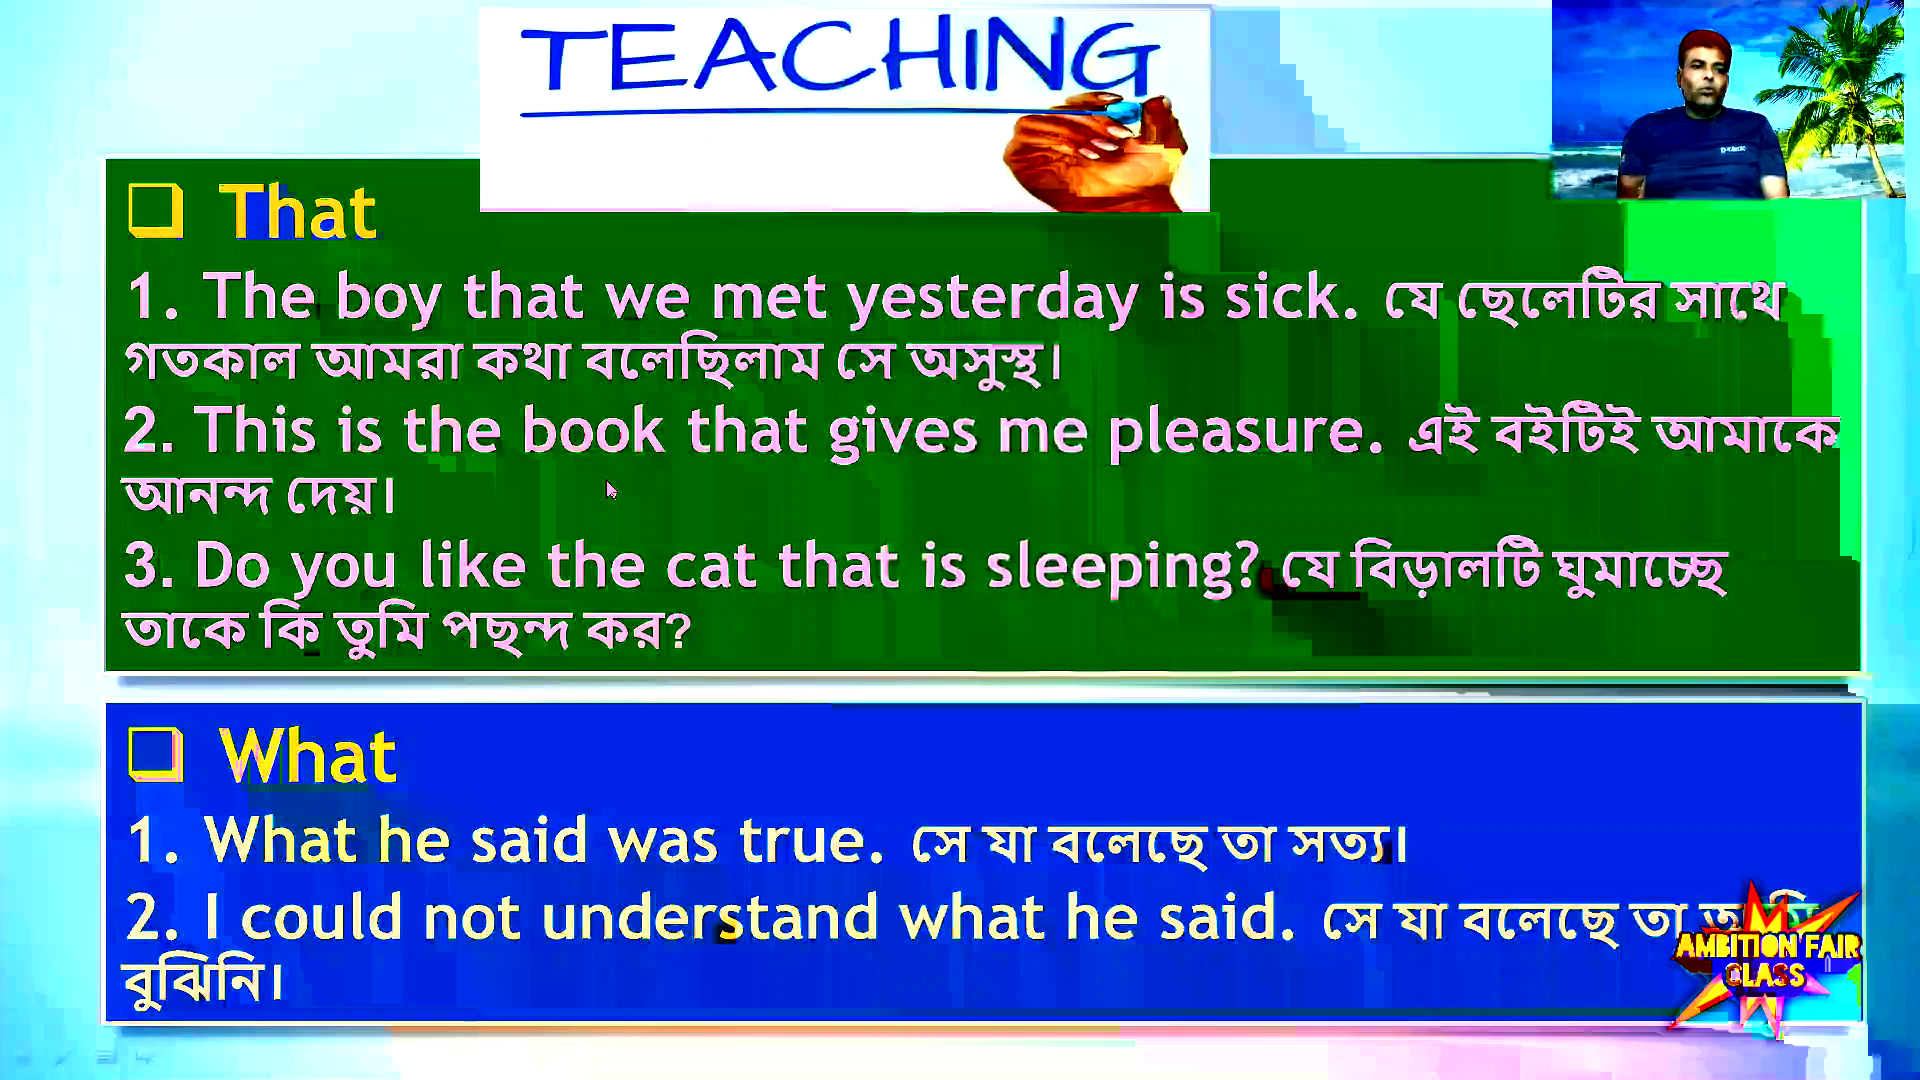 TEACHING
That
1. The boy that we met yesterday is sick. যে ছেলেটির সাথে
গতকাল আমরা কথা বলেছিলাম সে অসুস্থ।
2. This is the book that gives me pleasure. এই বইটিই আমাকে
আনন্দ দেয়।
3. Do you like the cat that is sleeping? যে বিড়ালটি ঘুমাচ্ছে
তাকে কি তুমি পছন্দ কর?
What
1. What he said was true. সে যা বলেছে তা সত্য।
2. I could not understand what he said. সে যা বলেছে তা
বুঝিনি।
AMBITION FAIR
CLASS